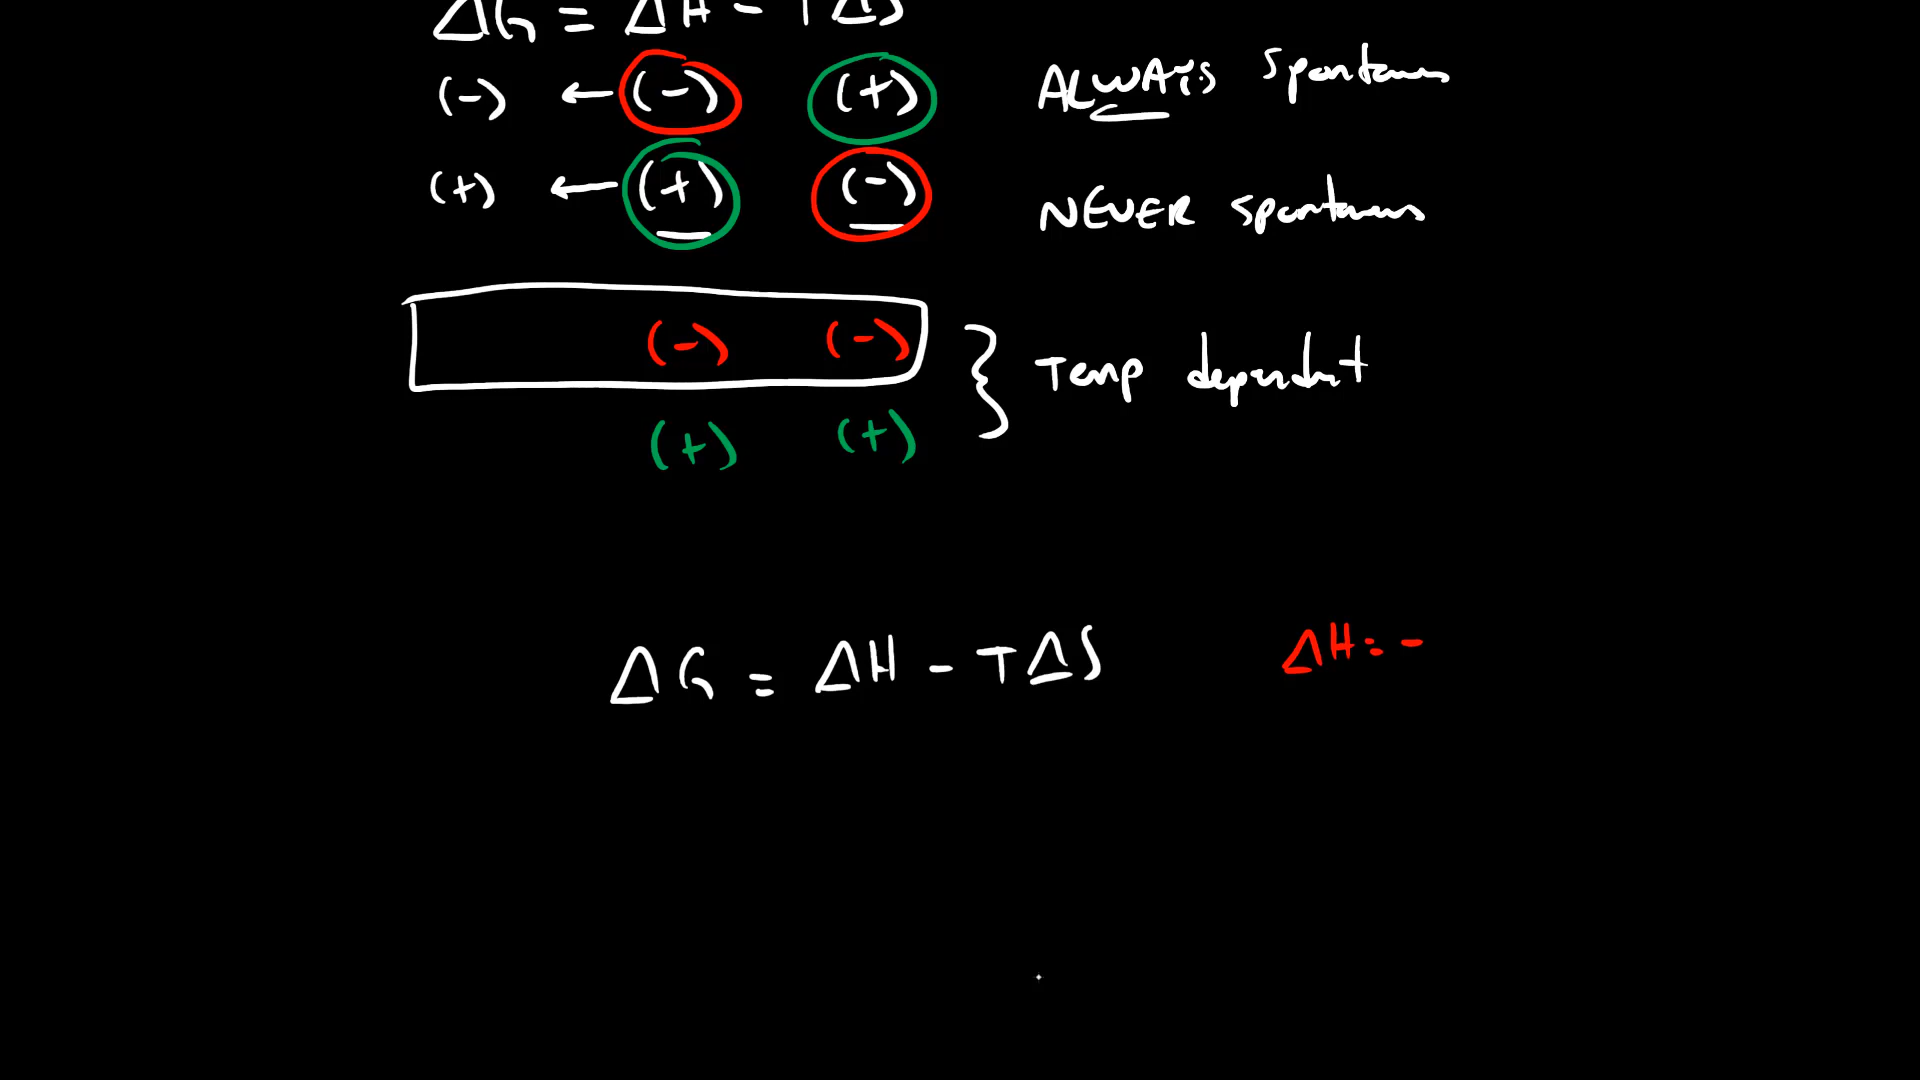 ΔG = ΔH - TΔS
(-) ← (-) (+) ALWAYS spontaneous
(+) ← (+) (-) NEVER spontaneous
(-) (-)
(+) (+)
} Temp dependent
ΔG = ΔH - TΔS
ΔH = -